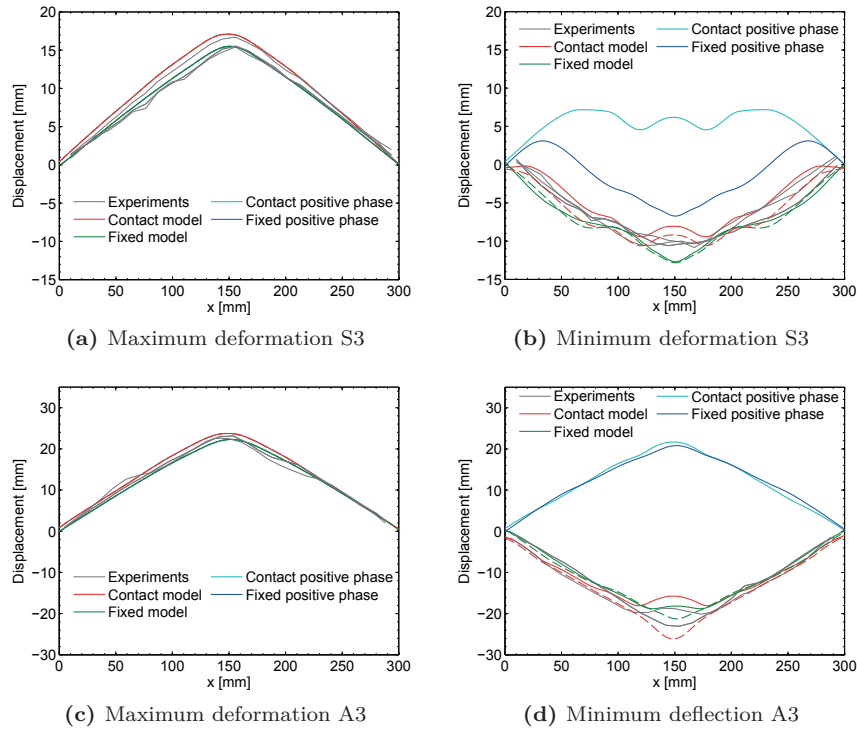 20
15
10
5
0
−5
−10
−15
Displacement [mm]
Experiments
Contact model
Fixed model
Contact positive phase
Fixed positive phase
0 50 100 150 200 250 300
x [mm]
(a) Maximum deformation S3
20
15
10
5
0
−5
−10
−15
Displacement [mm]
Experiments
Contact model
Fixed model
Contact positive phase
Fixed positive phase
0 50 100 150 200 250 300
x [mm]
(b) Minimum deformation S3
30
20
10
0
−10
−20
−30
Displacement [mm]
Experiments
Contact model
Fixed model
Contact positive phase
Fixed positive phase
0 50 100 150 200 250 300
x [mm]
(c) Maximum deformation A3
30
20
10
0
−10
−20
−30
Displacement [mm]
Experiments
Contact model
Fixed model
Contact positive phase
Fixed positive phase
0 50 100 150 200 250 300
x [mm]
(d) Minimum deflection A3